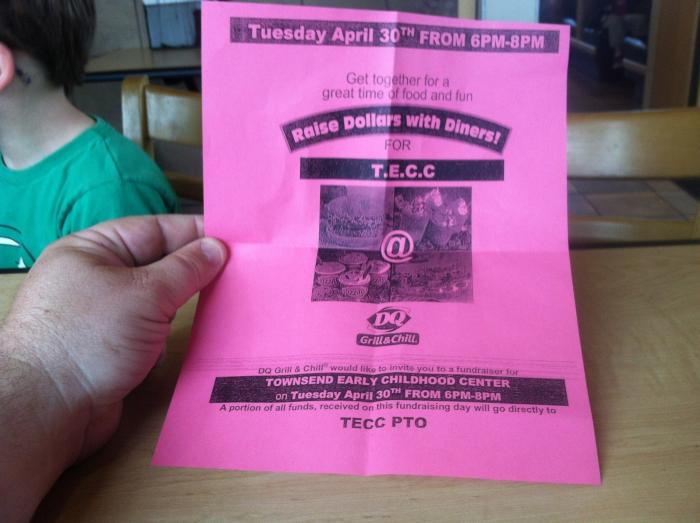 Tuesday April 30TH FROM 6PM-8PM
Get together for a
great time of food and fun
Raise Dollars with Diners!
FOR
T.E.C.C
@
DQ
Grill & Chill.
DQ Grill & Chill® would like to invite you to a fundraiser for
TOWNSEND EARLY CHILDHOOD CENTER
on Tuesday April 30TH FROM 6PM-8PM
A portion of all funds, received on this fundraising day will go directly to
TECC PTO